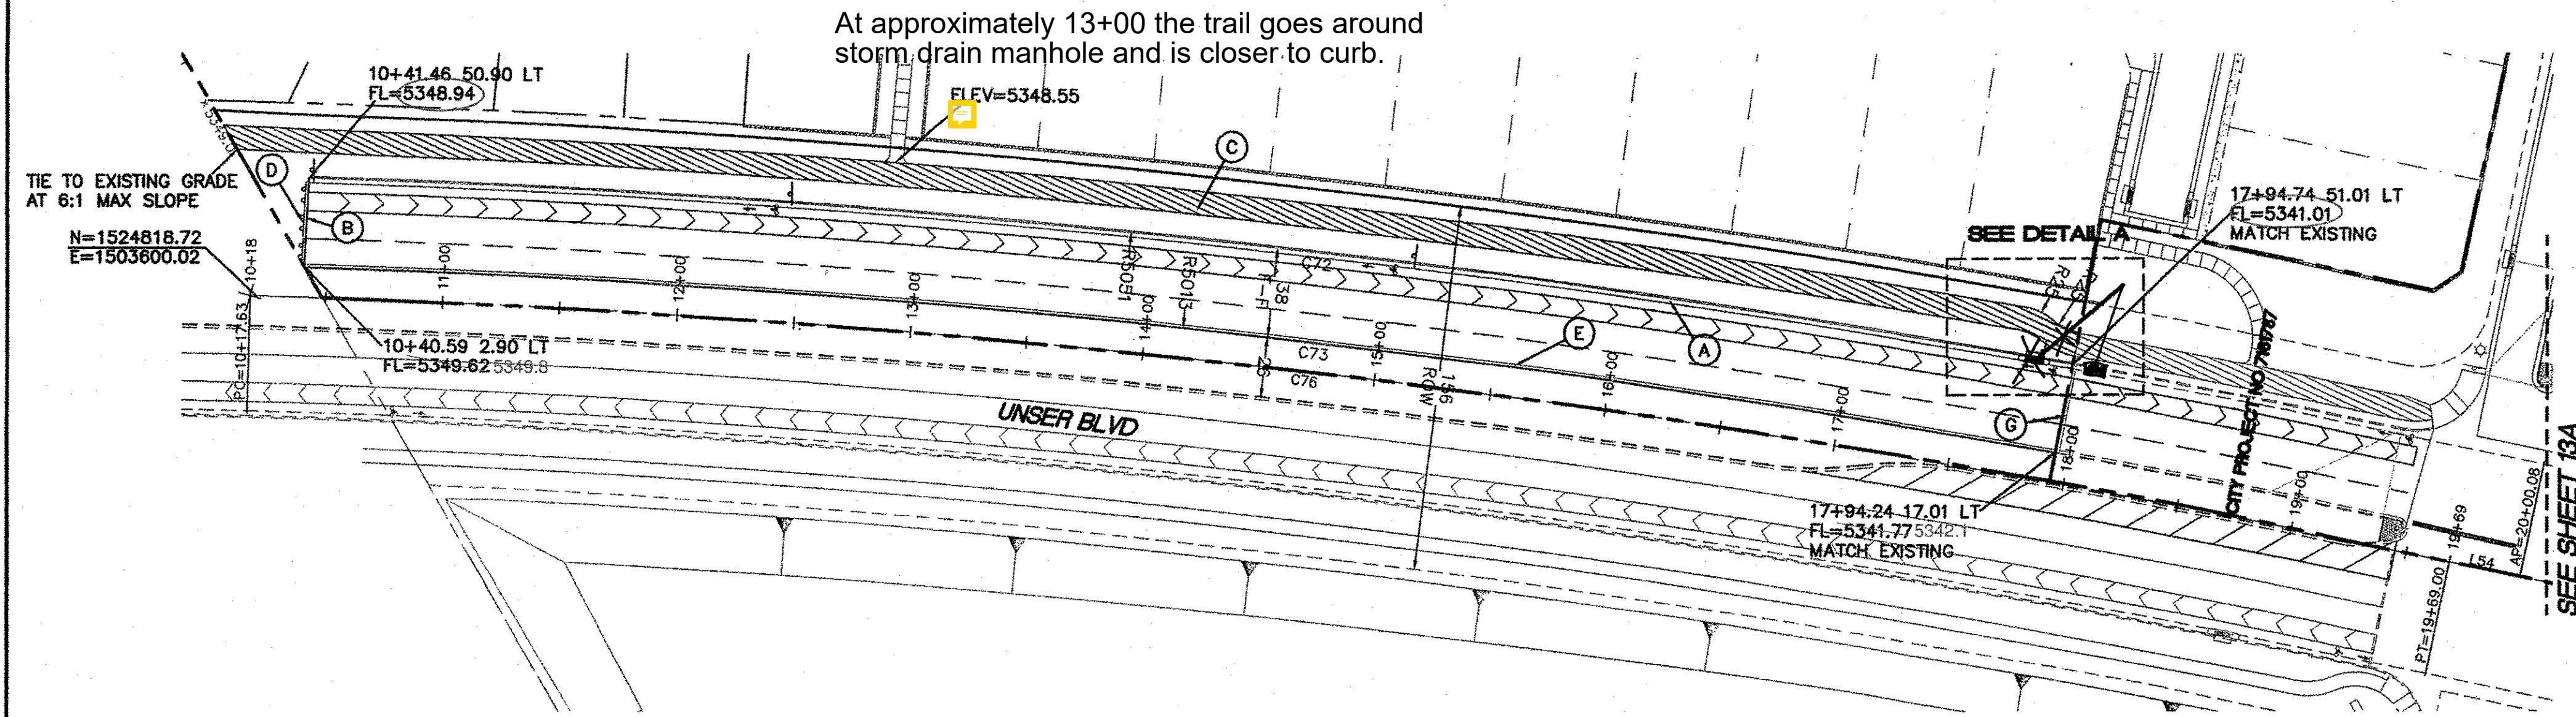 At approximately 13+00 the trail goes around
storm drain manhole and is closer to curb.
10+41.46 50.90 LT
FL=5348.94
ELEV=5348.55
C
D
TIE TO EXISTING GRADE
AT 6:1 MAX SLOPE
B
N=1524818.72
E=1503600.02
10+18
PC=10+17.63
11+00
12+00
13+00
14+00
15+00
16+00
17+00
18+00
19+00
R5051
R5013
38
F-F
C72
C73
C76
26
156
ROW
E
A
10+40.59 2.90 LT
FL=5349.62 5349.8
UNSER BLVD
SEE DETAIL A
17+94.74 51.01 LT
FL=5341.01
MATCH EXISTING
R25
G
17+94.24 17.01 LT
FL=5341.77 5342.1
MATCH EXISTING
CITY PROJECT NO.
19+69
PT=19+69.00
L54
AP=20+00.08
SEE SHEET 13A